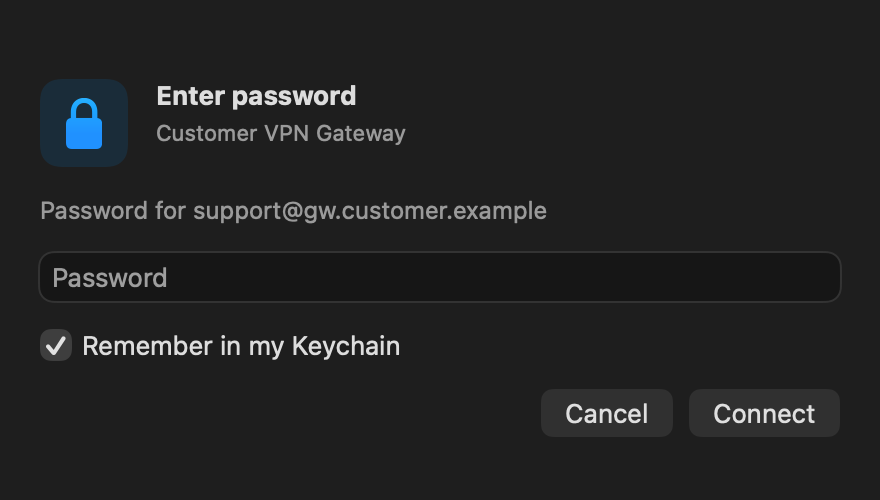 Enter password
Customer VPN Gateway
Password for support@gw.customer.example
Password
Remember in my Keychain
Cancel
Connect